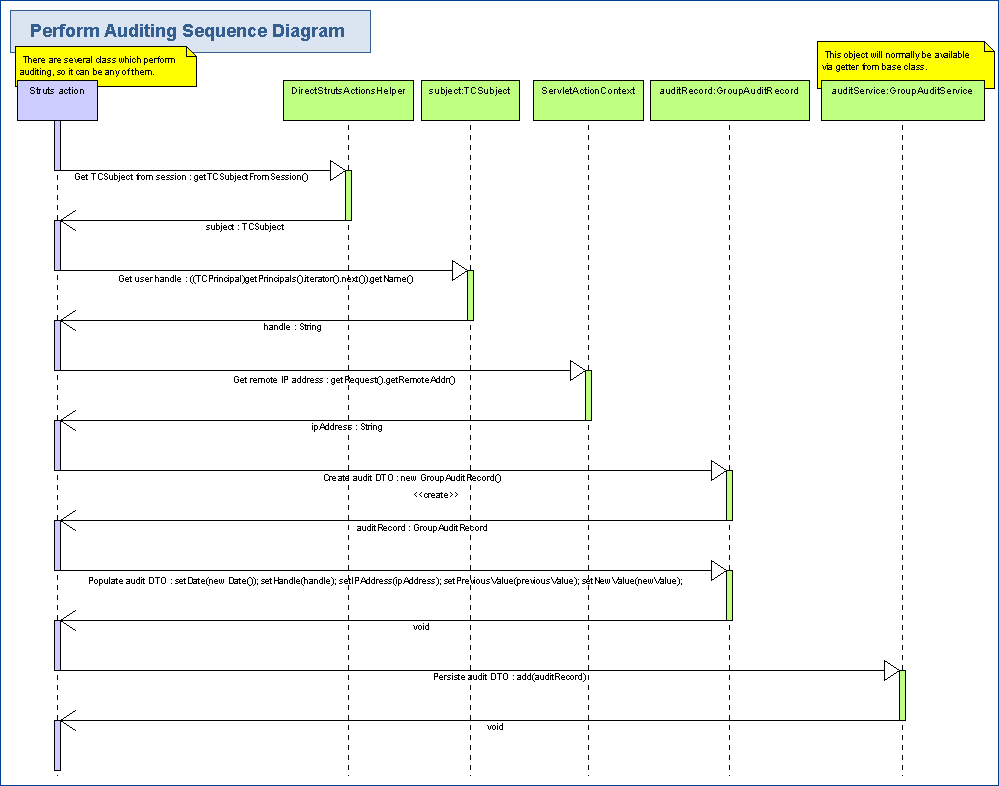 Perform Auditing Sequence Diagram
There are several class which perform
auditing, so it can be any of them.
This object will normally be available
via getter from base class.
Struts action
DirectStrutsActionsHelper
subject:TCSubject
ServletActionContext
auditRecord:GroupAuditRecord
auditService:GroupAuditService
Get TCSubject from session : getTCSubjectFromSession()
subject : TCSubject
Get user handle : ((TCPrincipal)getPrincipals().iterator().next()).getName()
handle : String
Get remote IP address : getRequest().getRemoteAddr()
ipAddress : String
Create audit DTO : new GroupAuditRecord()
<<create>>
auditRecord : GroupAuditRecord
Populate audit DTO : setDate(new Date()); setHandle(handle); setIPAddress(ipAddress); setPreviousValue(previousValue); setNewValue(newValue);
void
Persiste audit DTO : add(auditRecord)
void